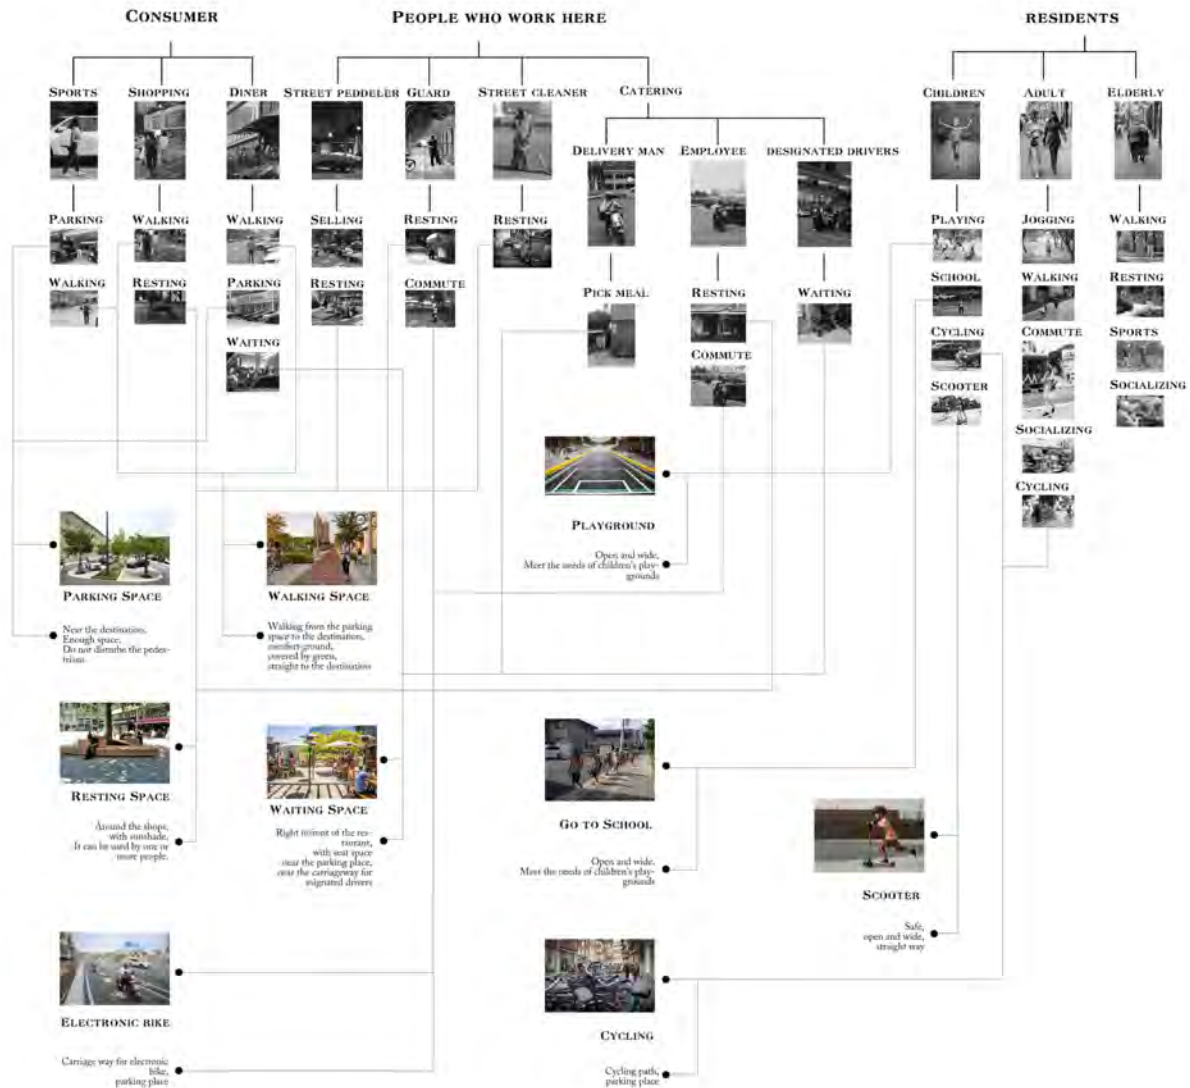 CONSUMER
PEOPLE WHO WORK HERE
RESIDENTS
SPORTS
SHOPPING
DINER
STREET PEDDELER
GUARD
STREET CLEANER
CATERING
CHILDREN
ADULT
ELDERLY
DELIVERY MAN
EMPLOYEE
DESIGNATED DRIVERS
PARKING
WALKING
WALKING
SELLING
RESTING
RESTING
PLAYING
JOGGING
WALKING
WALKING
RESTING
PARKING
RESTING
COMMUTE
PICK MEAL
RESTING
WAITING
SCHOOL
WALKING
RESTING
WAITING
COMMUTE
CYCLING
COMMUTE
SPORTS
SCOOTER
SOCIALIZING
SOCIALIZING
CYCLING
PLAYGROUND
Open and wide,
Meet the needs of children's play-
grounds
PARKING SPACE
Near the destination,
Enough space,
Do not disturbe the pedes-
trians
WALKING SPACE
Walking from the parking
space to the destination,
comfort-ground,
covered by green,
straight to the destination
RESTING SPACE
Around the shops,
with sunshade,
It can be used by one or
more people.
WAITING SPACE
Right infront of the res-
taurant,
with seat space
near the parking place,
near the carriageway for
migrated drivers
GO TO SCHOOL
Open and wide,
Meet the needs of children's play-
grounds
SCOOTER
Safe,
open and wide,
straight way
ELECTRONIC BIKE
Carriage way for electronic
bike,
parking place
CYCLING
Cycling path,
parking place